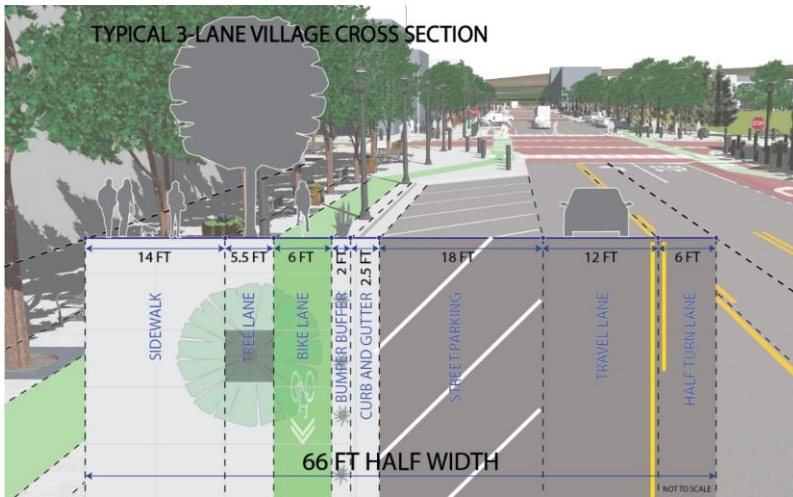 TYPICAL 3-LANE VILLAGE CROSS SECTION
STOP
STOP
14 FT
5.5 FT
6 FT
2 FT
2.5 FT
18 FT
12 FT
6 FT
SIDEWALK
TREE LANE
BIKE LANE
BUMPER BUFFER
CURB AND GUTTER
STREET PARKING
TRAVEL LANE
HALF TURN LANE
66 FT HALF WIDTH
NOT TO SCALE